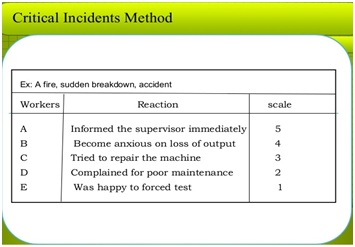 Critical Incidents Method
Ex: A fire, sudden breakdown, accident
Workers Reaction scale
A Informed the supervisor immediately 5
B Become anxious on loss of output 4
C Tried to repair the machine 3
D Complained for poor maintenance 2
E Was happy to forced test 1